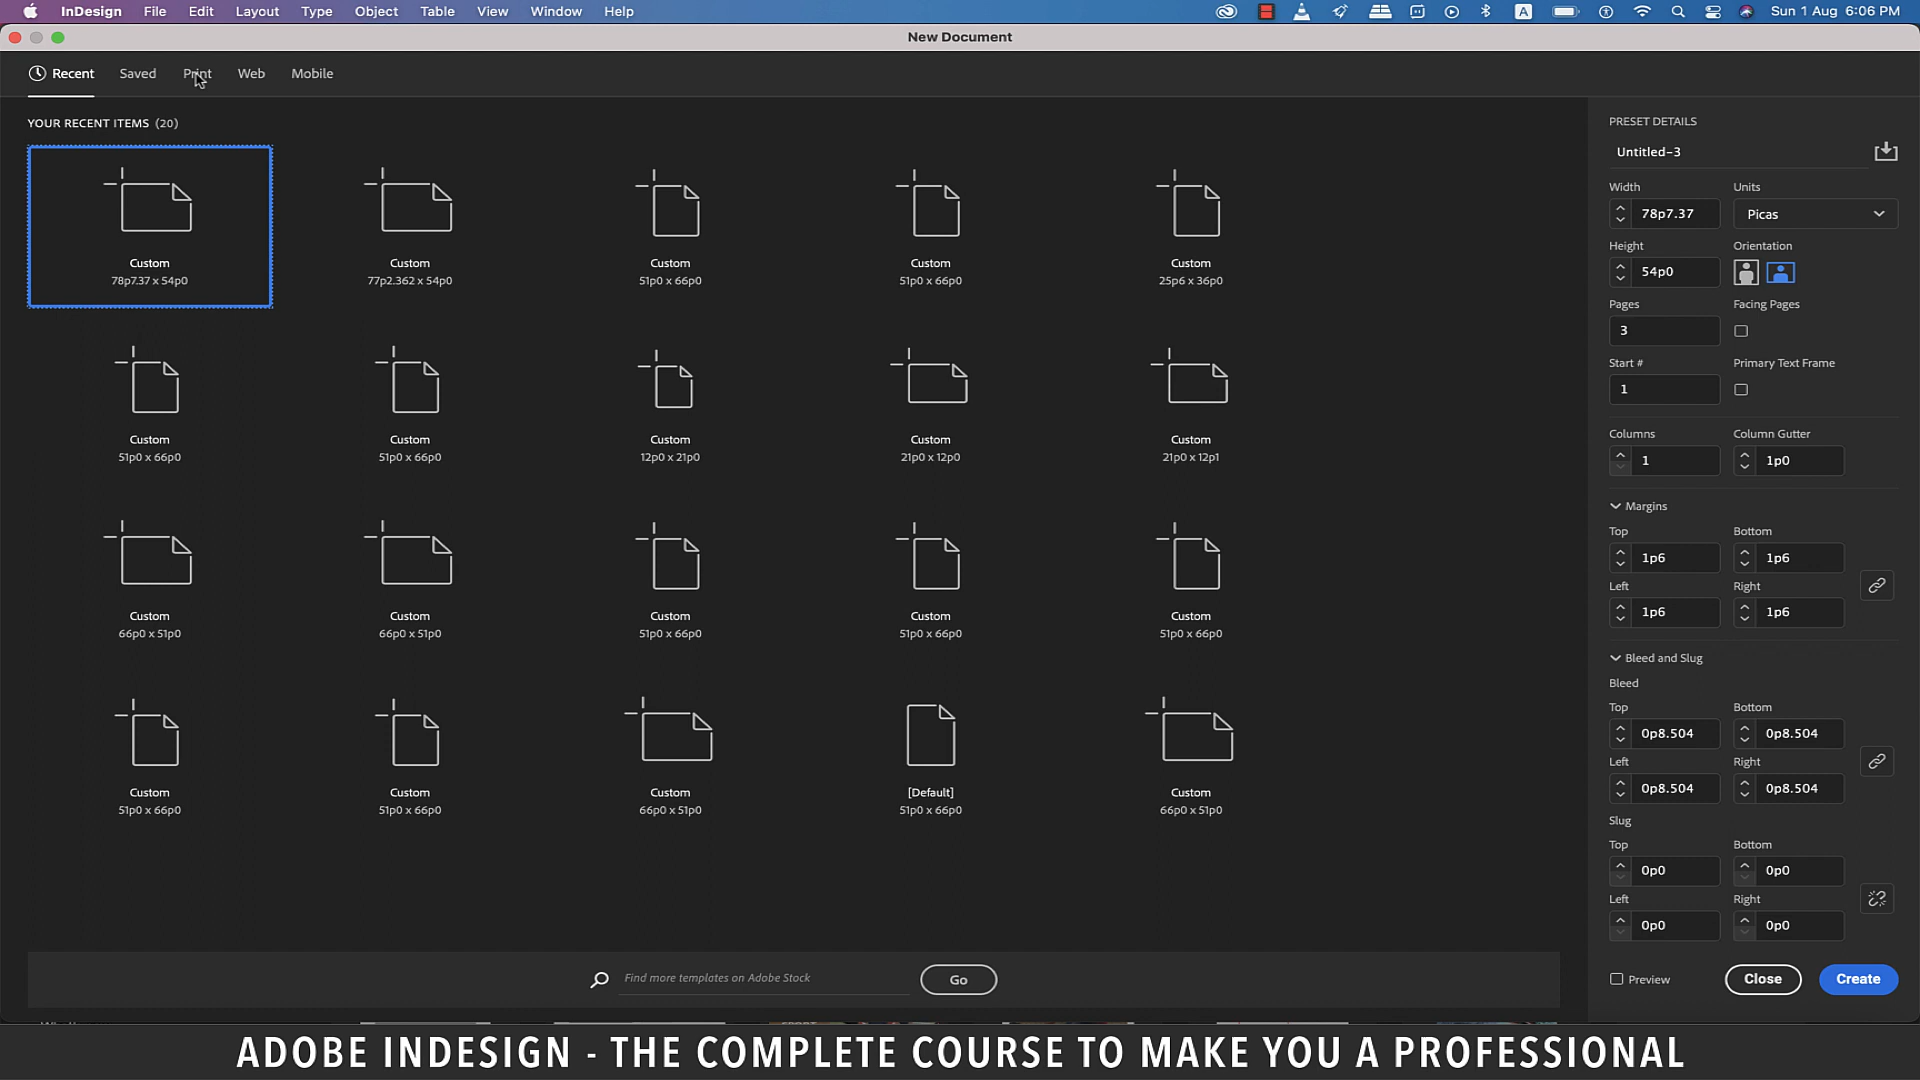 InDesign File Edit Layout Type Object Table View Window Help A Sun 1 Aug 6:06 PM
New Document
Recent Saved Print Web Mobile
YOUR RECENT ITEMS (20)
Custom
78p7.37 x 54p0
Custom
77p2.362 x 54p0
Custom
51p0 x 66p0
Custom
51p0 x 66p0
Custom
25p6 x 36p0
Custom
51p0 x 66p0
Custom
51p0 x 66p0
Custom
12p0 x 21p0
Custom
21p0 x 12p0
Custom
21p0 x 12p1
Custom
66p0 x 51p0
Custom
66p0 x 51p0
Custom
51p0 x 66p0
Custom
51p0 x 66p0
Custom
51p0 x 66p0
Custom
51p0 x 66p0
Custom
51p0 x 66p0
Custom
66p0 x 51p0
[Default]
51p0 x 66p0
Custom
66p0 x 51p0
Find more templates on Adobe Stock Go
PRESET DETAILS
Untitled-3
Width Units
78p7.37 Picas
Height Orientation
54p0
Pages Facing Pages
3
Start # Primary Text Frame
1
Columns Column Gutter
1 1p0
Margins
Top Bottom
1p6 1p6
Left Right
1p6 1p6
Bleed and Slug
Bleed
Top Bottom
0p8.504 0p8.504
Left Right
0p8.504 0p8.504
Slug
Top Bottom
0p0 0p0
Left Right
0p0 0p0
Preview Close Create
ADOBE INDESIGN - THE COMPLETE COURSE TO MAKE YOU A PROFESSIONAL